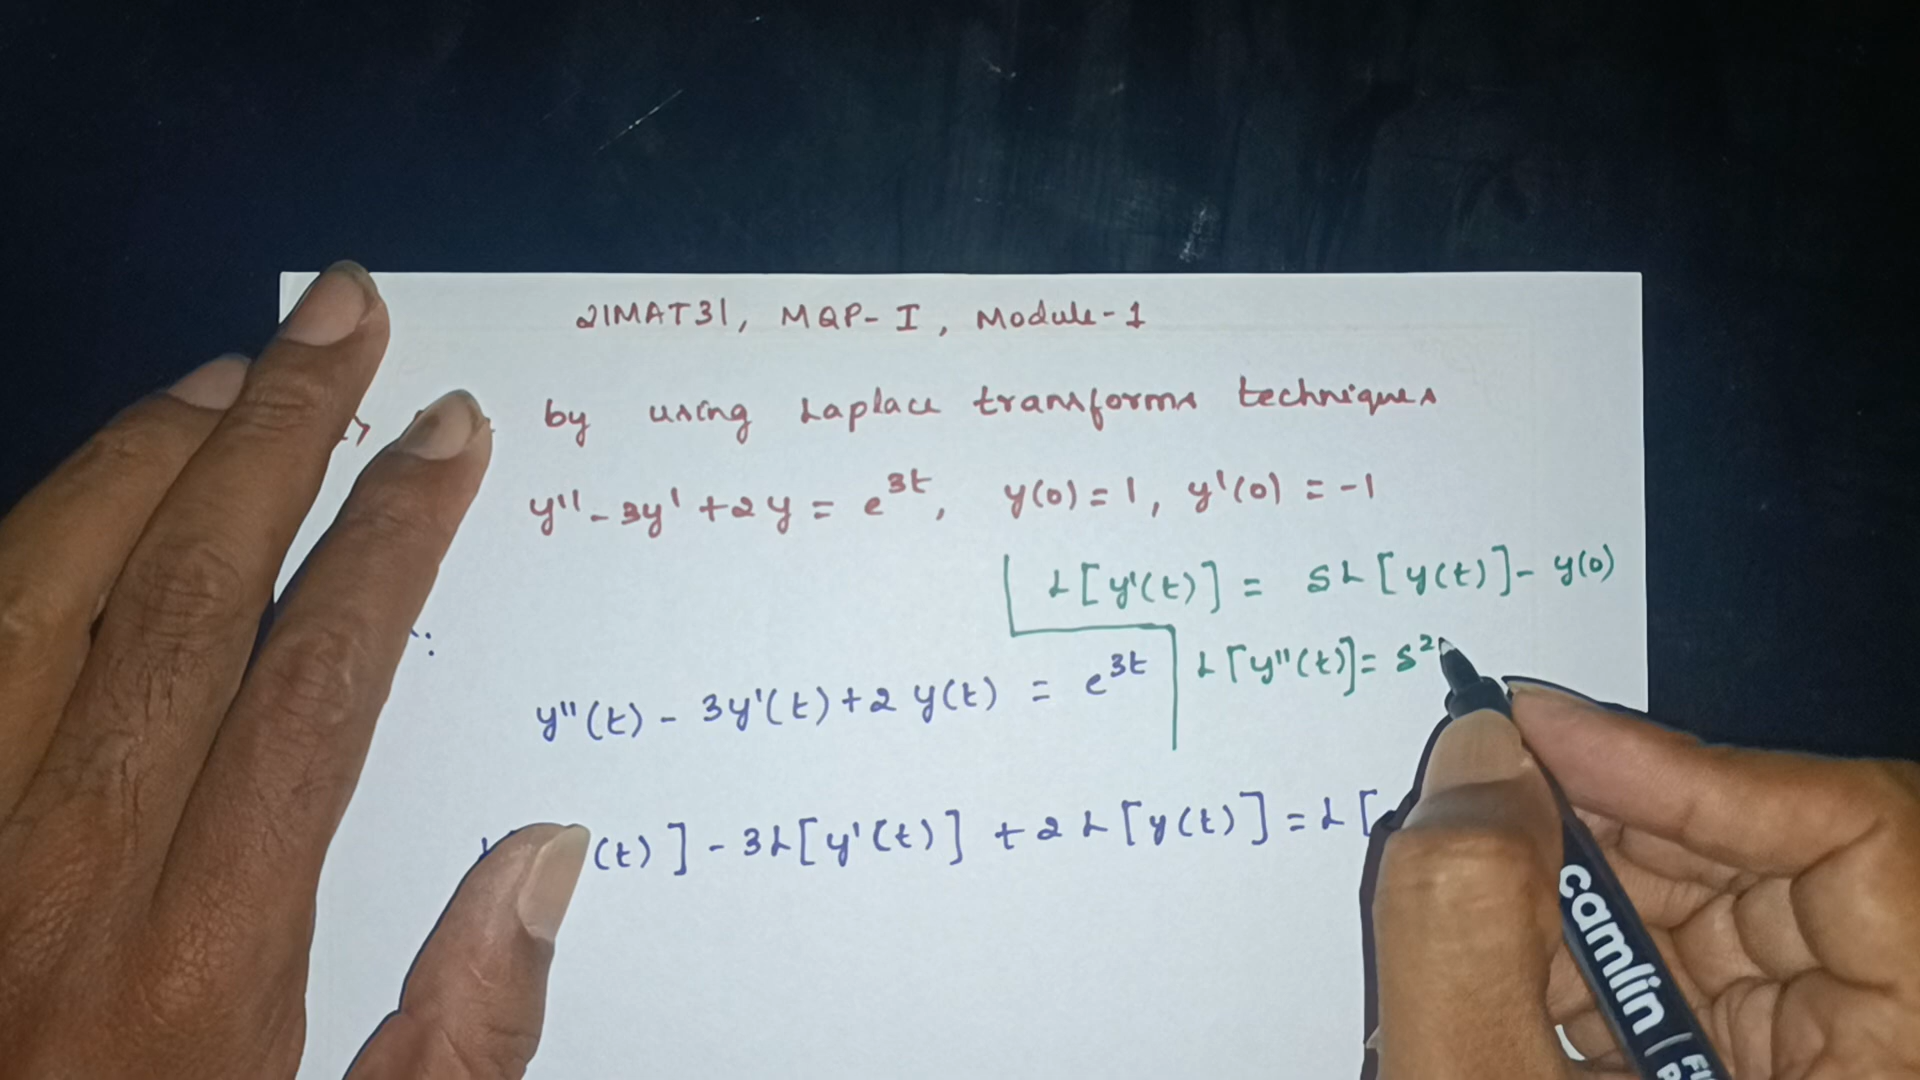 21MAT31, MQP-I, Module-1
by using Laplace transforms techniques
y'' - 3y' + 2y = e^{3t}, y(0) = 1, y'(0) = -1
L[y'(t)] = SL[y(t)] - y(0)
L[y''(t)] = S^2
y''(t) - 3y'(t) + 2y(t) = e^{3t}
(t)] - 3L[y'(t)] + 2L[y(t)] = L[
camlin